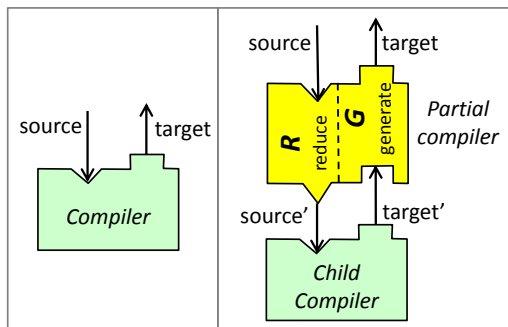 source
target
Compiler
source
target
R
reduce
G
generate
Partial
compiler
source’
target’
Child
Compiler